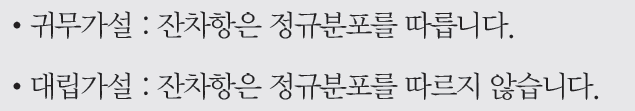 • 귀무가설 : 잔차항은 정규분포를 따릅니다.
• 대립가설 : 잔차항은 정규분포를 따르지 않습니다.